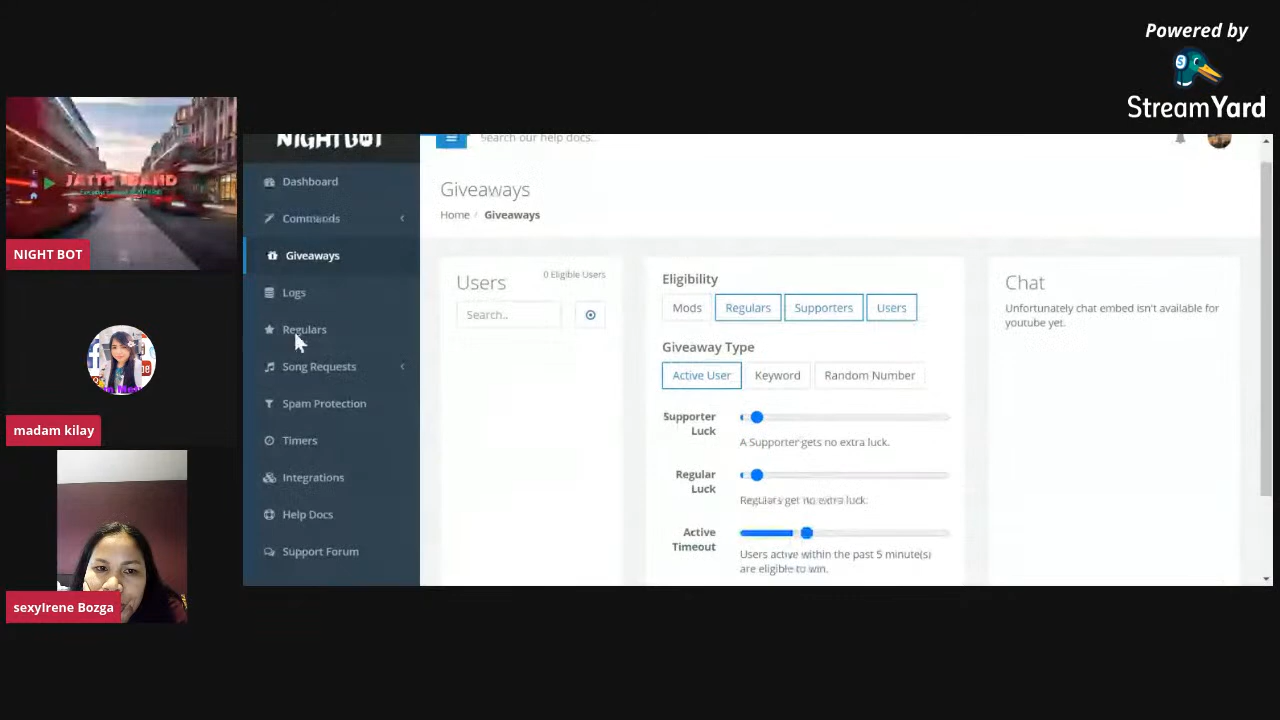 Powered by
StreamYard
JATTS IBAND
NIGHT BOT
madam kilay
sexyIrene Bozga
NIGHTBOT
Search our help docs..
Dashboard
Commands
Giveaways
Logs
Regulars
Song Requests
Spam Protection
Timers
Integrations
Help Docs
Support Forum
Giveaways
Home / Giveaways
Users
0 Eligible Users
Search..
Eligibility
Mods Regulars Supporters Users
Giveaway Type
Active User Keyword Random Number
Supporter
Luck
A Supporter gets no extra luck.
Regular
Luck
Regulars get no extra luck.
Active
Timeout
Users active within the past 5 minute(s)
are eligible to win.
Chat
Unfortunately chat embed isn't available for
youtube yet.